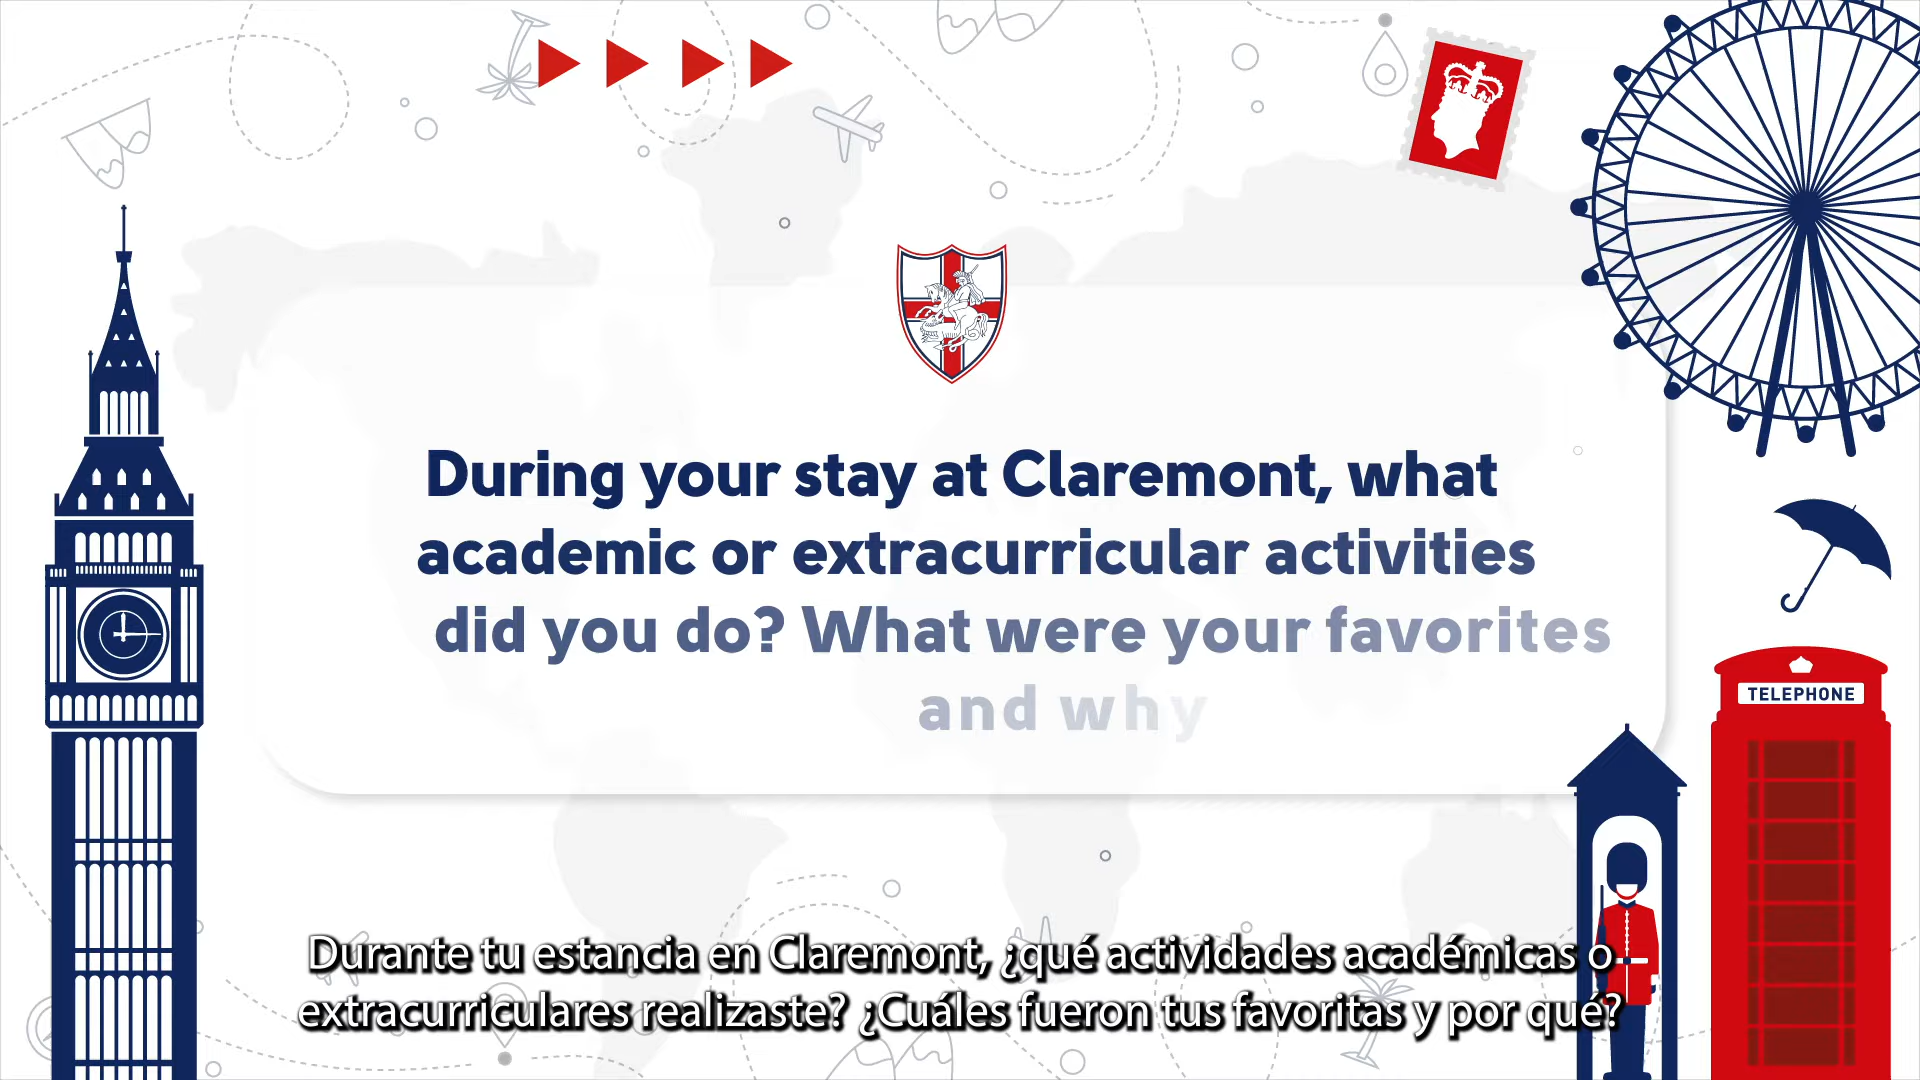 During your stay at Claremont, what
academic or extracurricular activities
did you do? What were your favorites
and why
TELEPHONE
Durante tu estancia en Claremont, ¿qué actividades académicas o
extracurriculares realizaste? ¿Cuáles fueron tus favoritas y por qué?